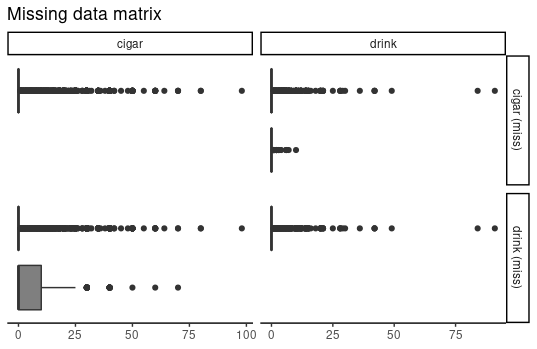 Missing data matrix
cigar drink
cigar (miss)
drink (miss)
0 25 50 75 100 0 25 50 75